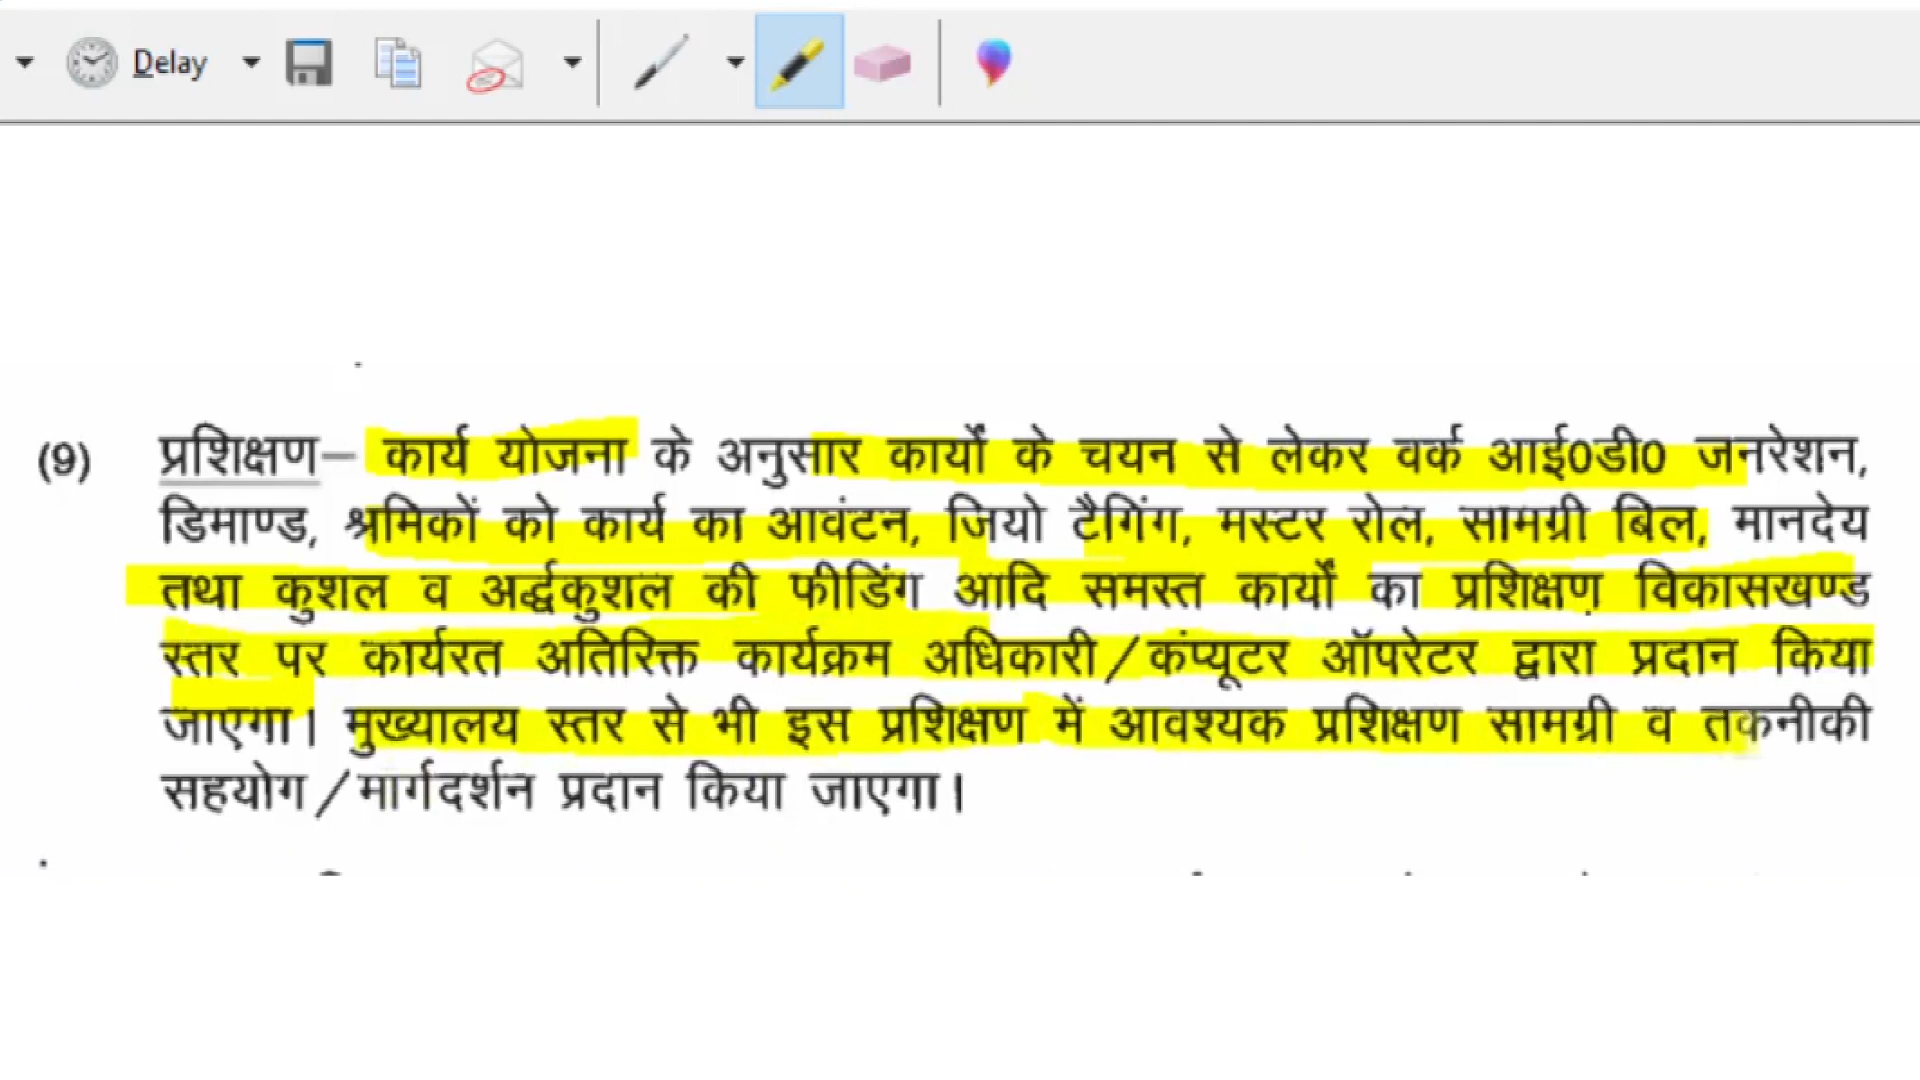 Delay
(9) प्रशिक्षण— कार्य योजना के अनुसार कार्यों के चयन से लेकर वर्क आई0डी0 जनरेशन,
डिमाण्ड, श्रमिकों को कार्य का आवंटन, जियो टैगिंग, मस्टर रोल, सामग्री बिल, मानदेय
तथा कुशल व अर्द्धकुशल की फीडिंग आदि समस्त कार्यों का प्रशिक्षण विकासखण्ड
स्तर पर कार्यरत अतिरिक्त कार्यक्रम अधिकारी/कंप्यूटर ऑपरेटर द्वारा प्रदान किया
जाएगा। मुख्यालय स्तर से भी इस प्रशिक्षण में आवश्यक प्रशिक्षण सामग्री व तकनीकी
सहयोग/मार्गदर्शन प्रदान किया जाएगा।